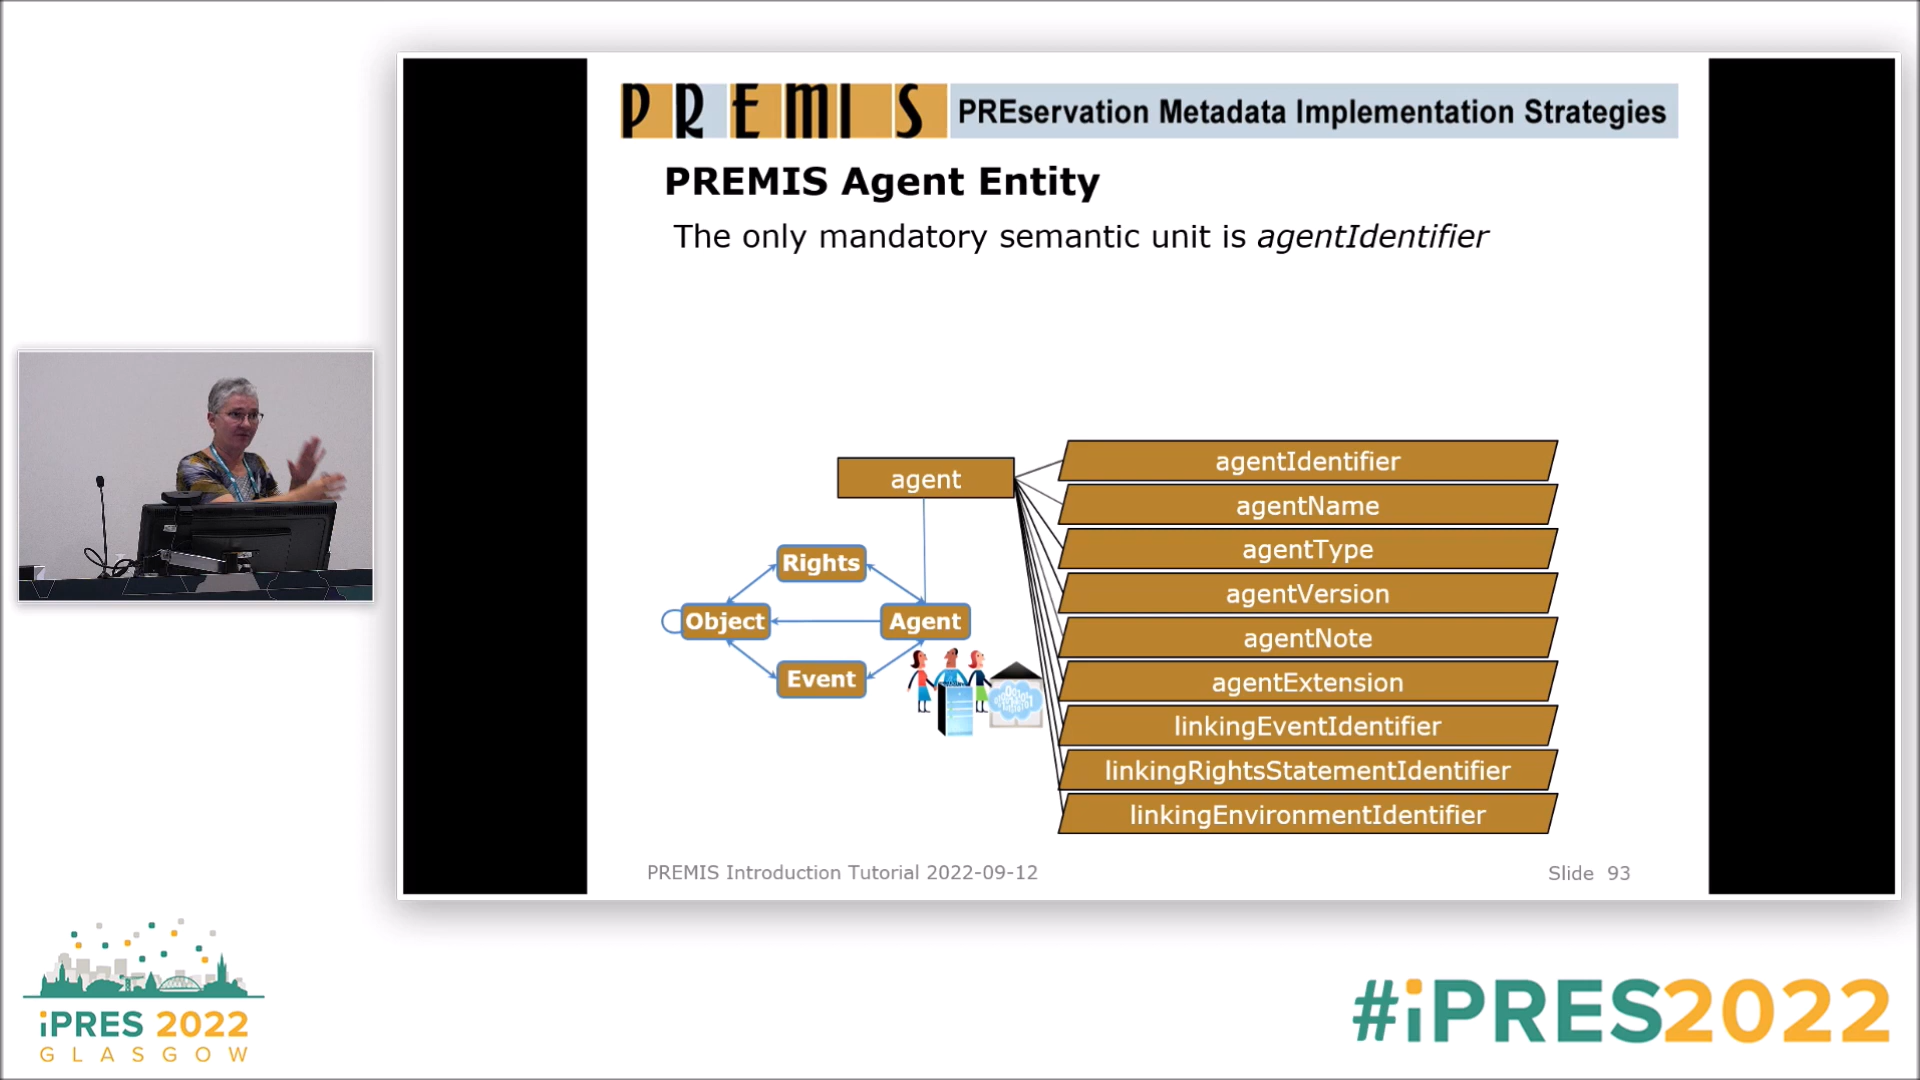 PREMIS PREservation Metadata Implementation Strategies
PREMIS Agent Entity
The only mandatory semantic unit is agentIdentifier
agent
agentIdentifier
agentName
agentType
agentVersion
agentNote
agentExtension
linkingEventIdentifier
linkingRightsStatementIdentifier
linkingEnvironmentIdentifier
Rights
Object
Agent
Event
PREMIS Introduction Tutorial 2022-09-12
Slide 93
iPRES 2022
GLASGOW
#iPRES2022